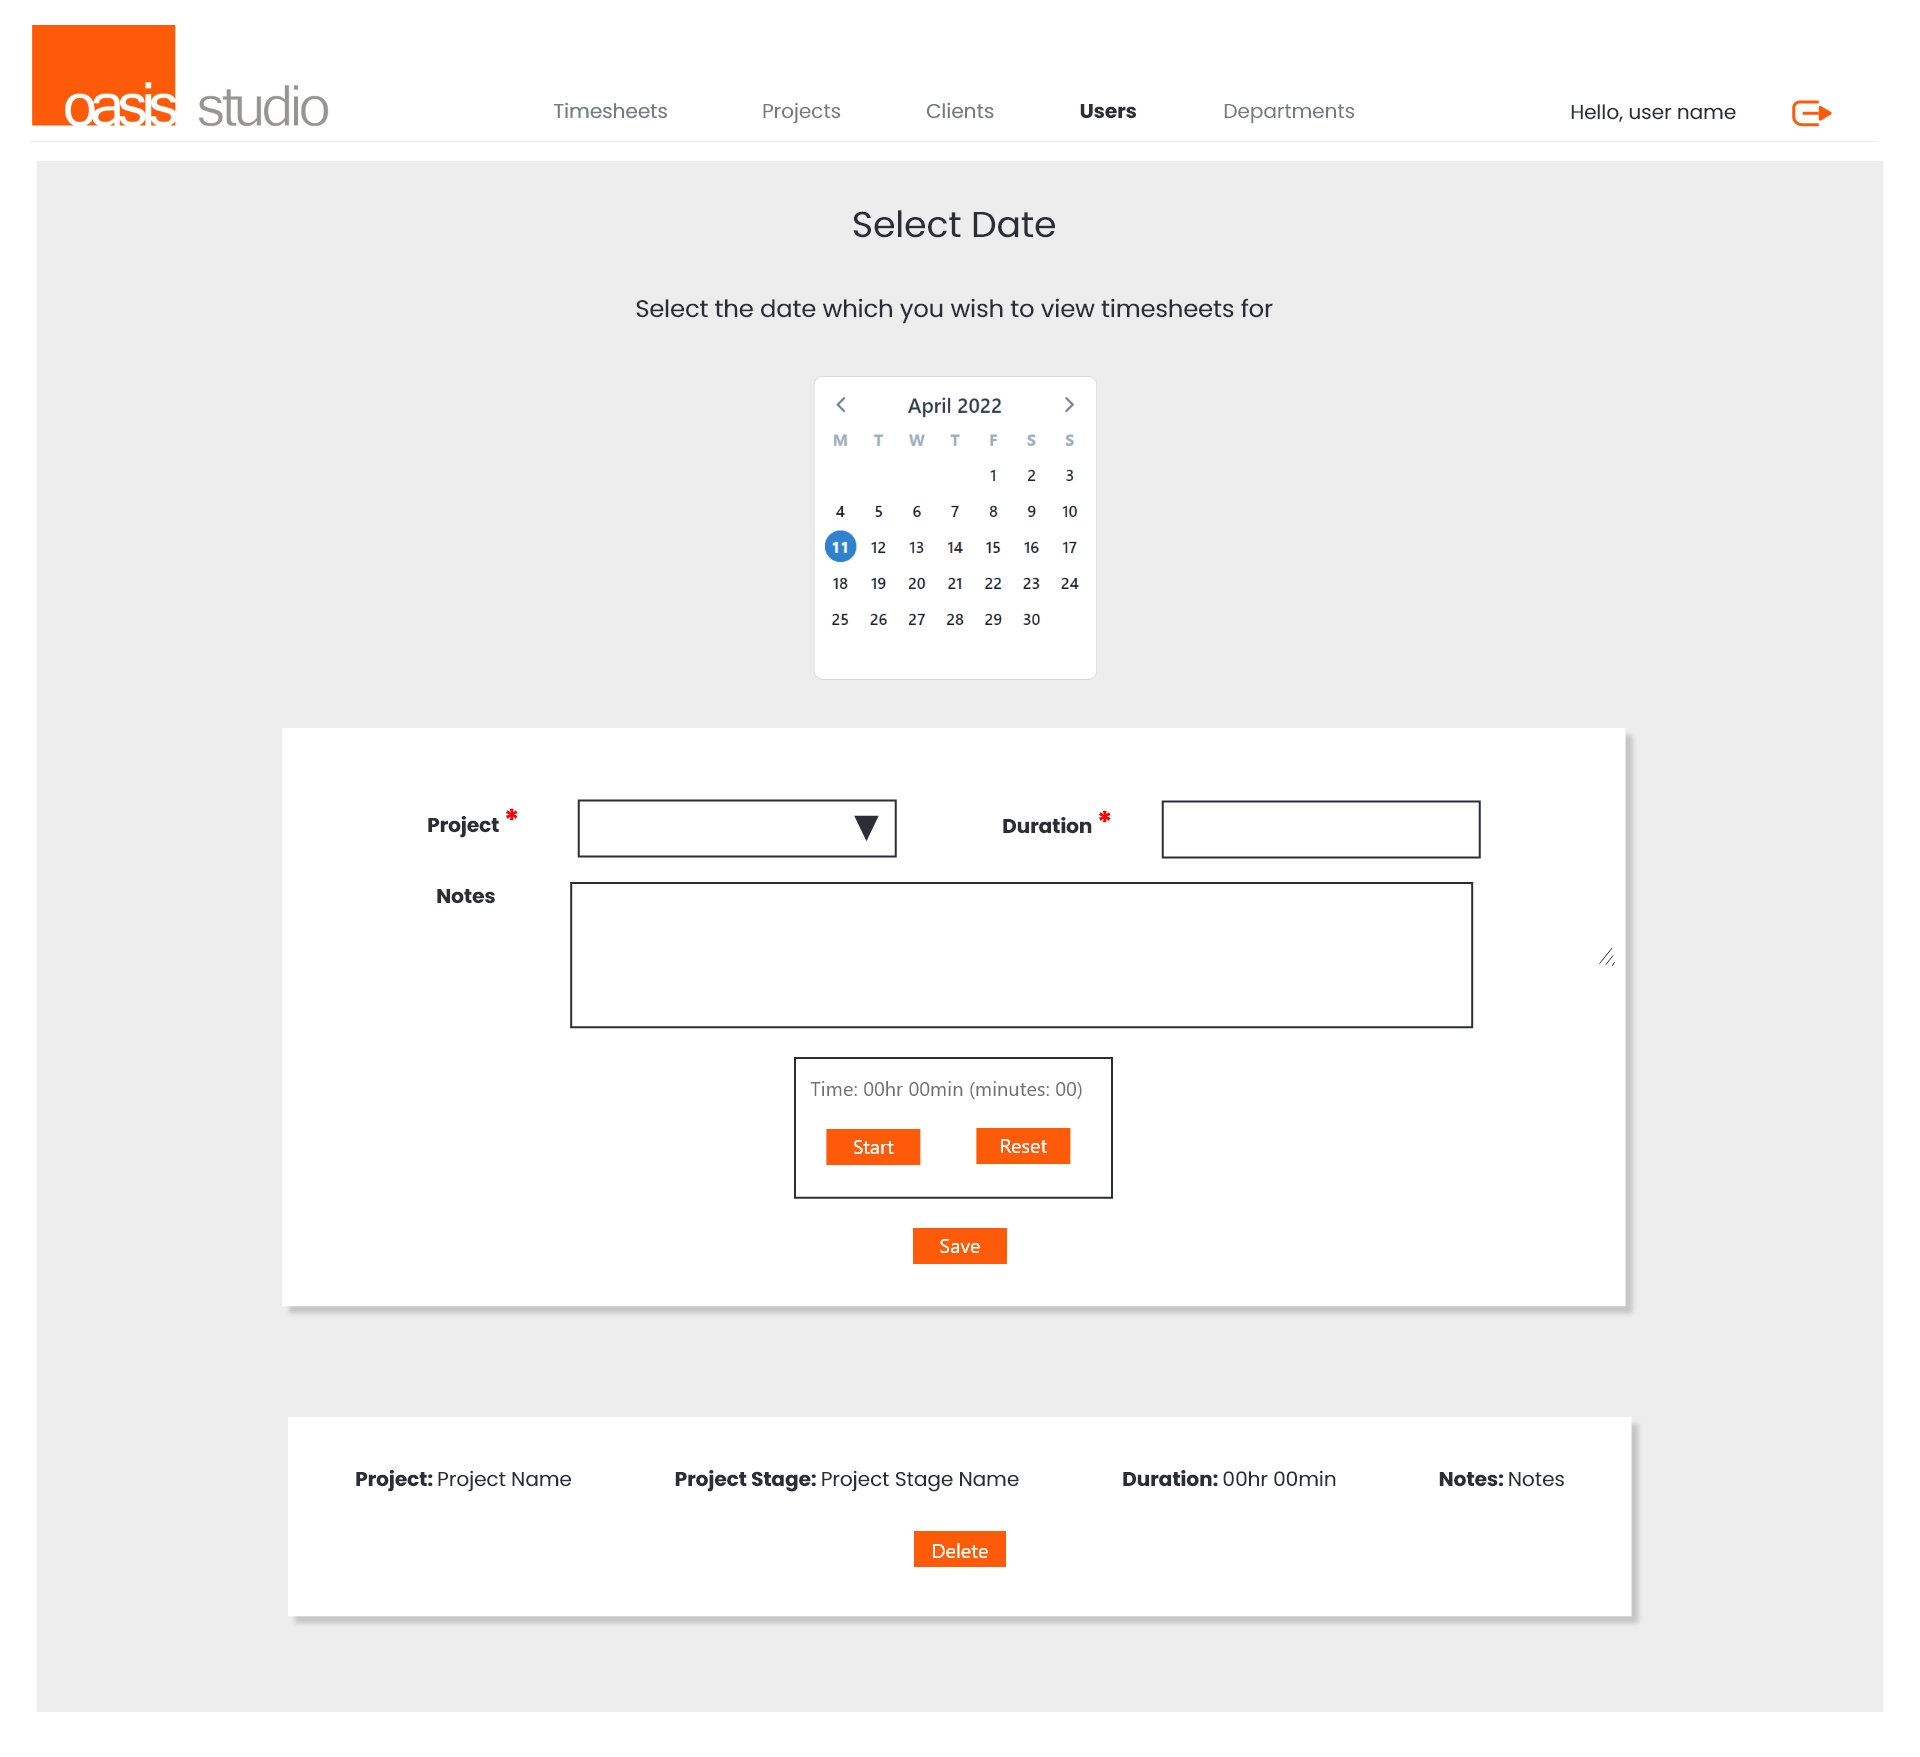 oasis studio
Timesheets Projects Clients Users Departments Hello, user name
Select Date
Select the date which you wish to view timesheets for
April 2022
M T W T F S S
1 2 3
4 5 6 7 8 9 10
11 12 13 14 15 16 17
18 19 20 21 22 23 24
25 26 27 28 29 30
Project * Duration *
Notes
Time: 00hr 00min (minutes: 00)
Start Reset
Save
Project: Project Name Project Stage: Project Stage Name Duration: 00hr 00min Notes: Notes
Delete